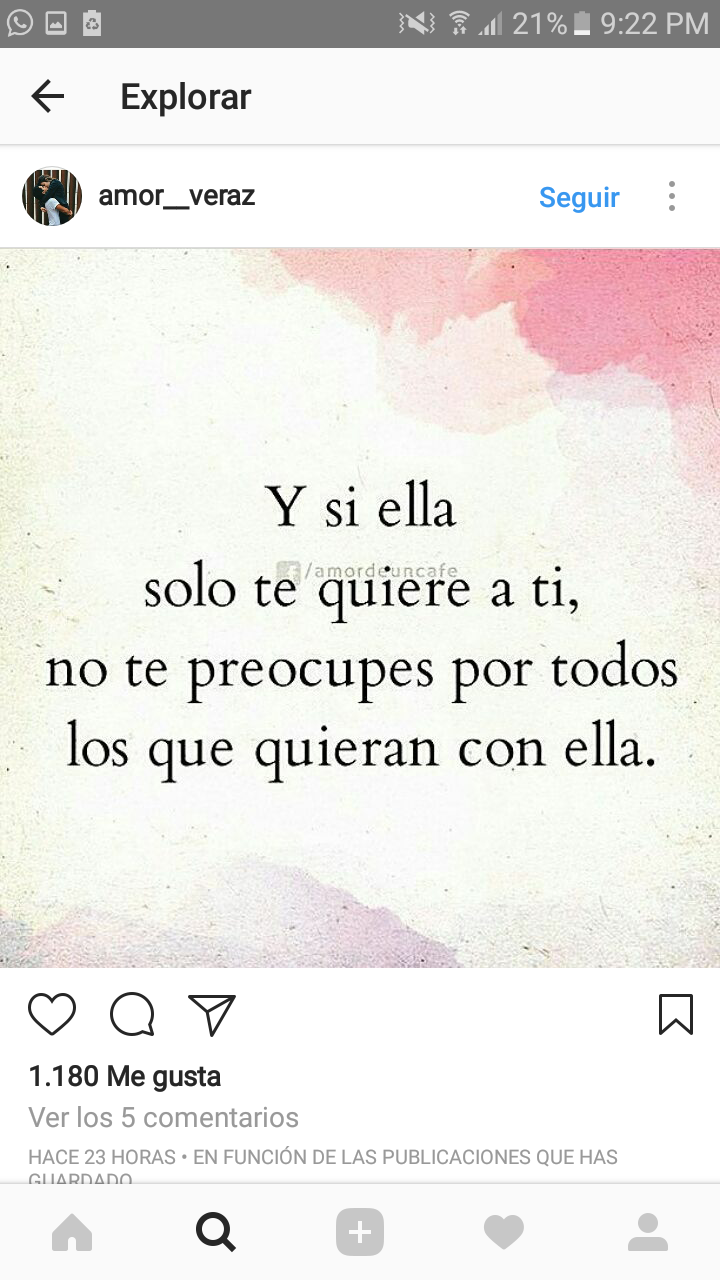 21% 9:22 PM
Explorar
amor__veraz
Seguir
Y si ella
/amordeuncafe
solo te quiere a ti,
no te preocupes por todos
los que quieran con ella.
1.180 Me gusta
Ver los 5 comentarios
HACE 23 HORAS • EN FUNCIÓN DE LAS PUBLICACIONES QUE HAS
GUARDADO